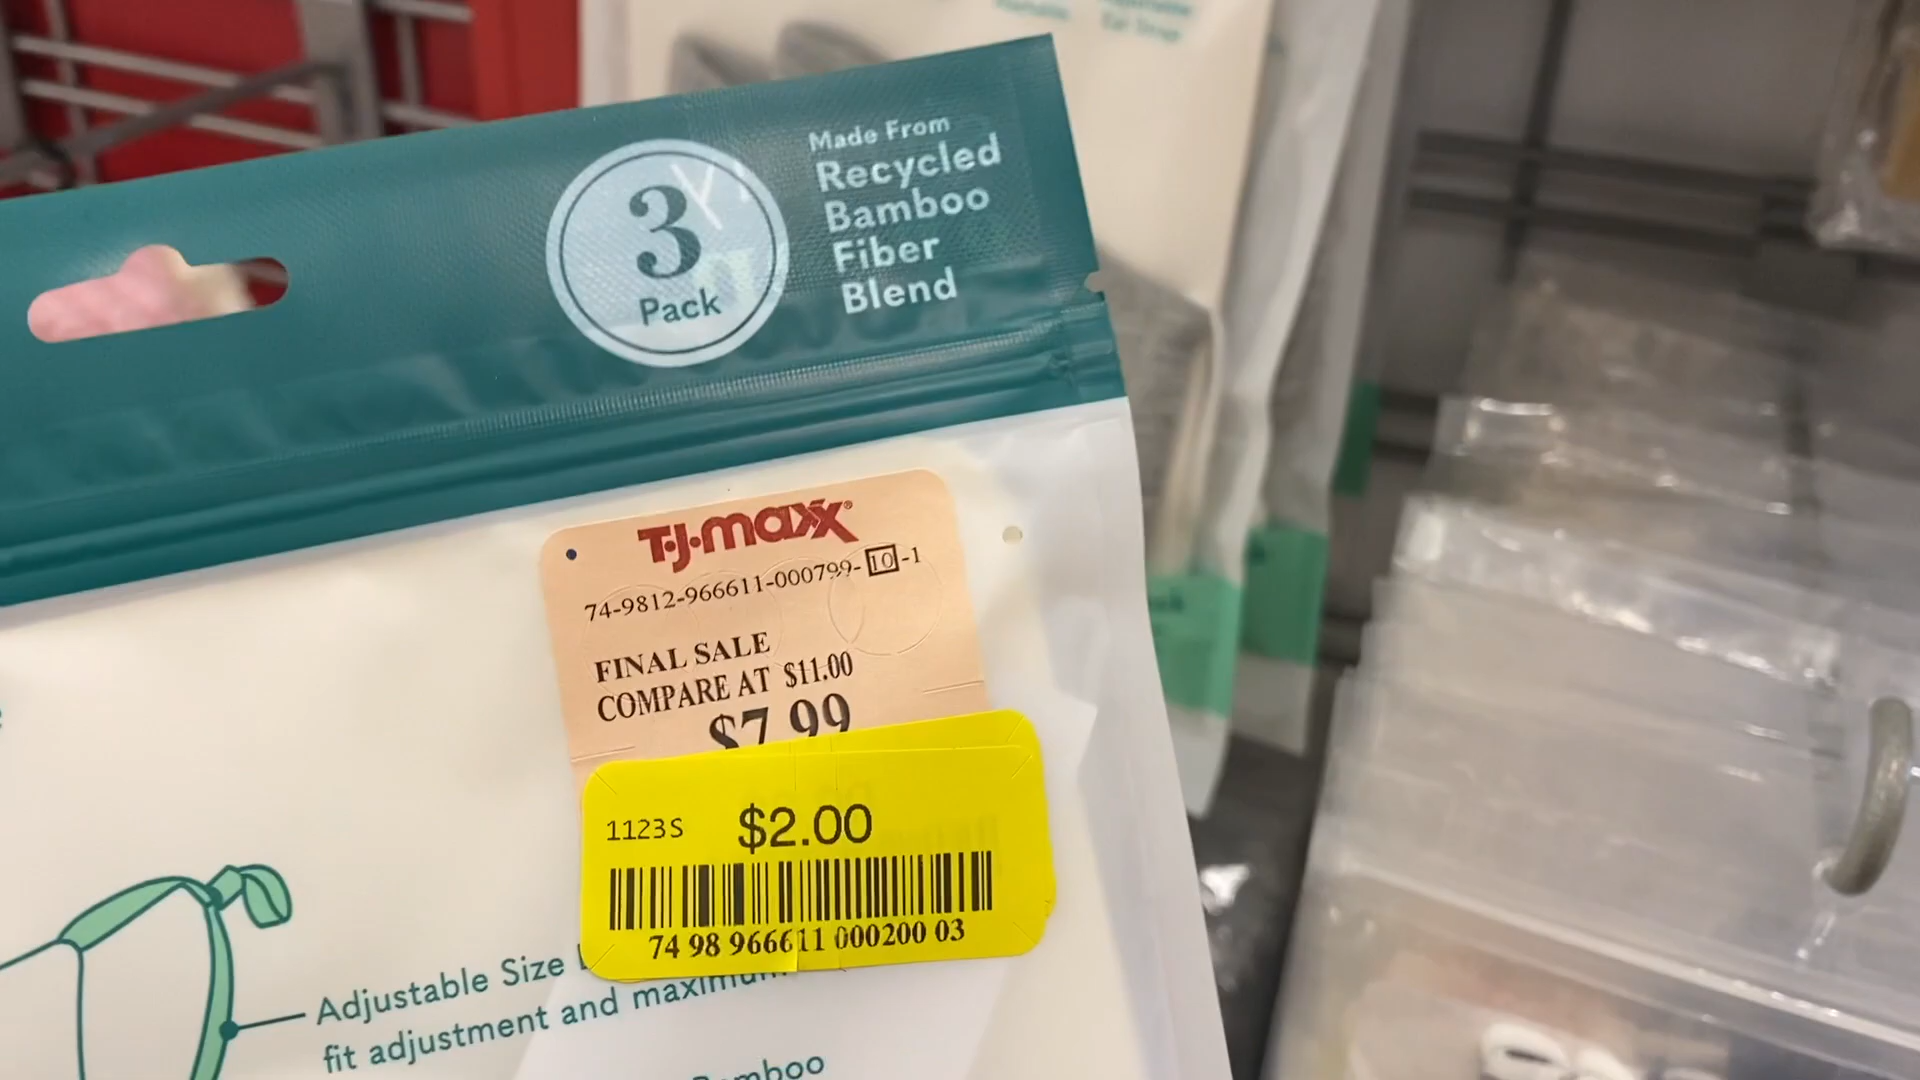 Ear Strap
Made From
Recycled
Bamboo
Fiber
Blend
3
Pack
T·J·maxx®
74-9812-966611-000799-10-1
FINAL SALE
COMPARE AT $11.00
$7.99
1123S $2.00
74 98 966611 000200 03
Adjustable Size
fit adjustment and maximum
Bamboo